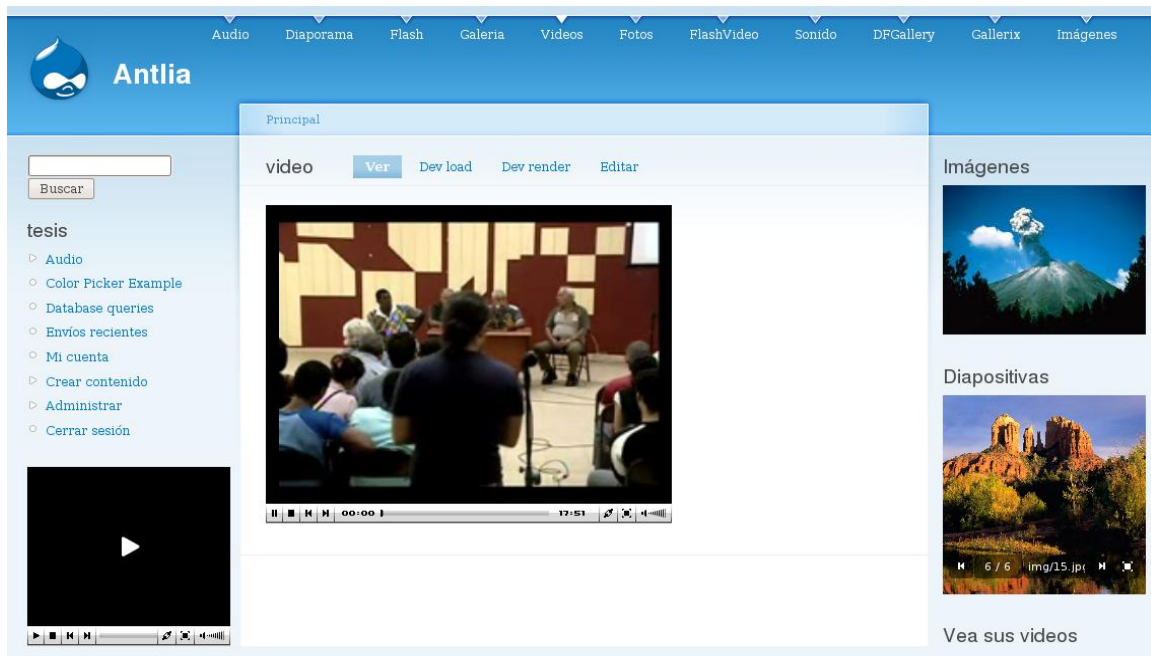 Audio Diaporama Flash Galeria Videos Fotos FlashVideo Sonido DFGallery Gallerix Imágenes
Antlia
Principal
video Ver Dev load Dev render Editar
Buscar
tesis
Audio
Color Picker Example
Database queries
Envíos recientes
Mi cuenta
Crear contenido
Administrar
Cerrar sesión
00:00 17:51
Imágenes
Diapositivas
6 / 6 img/15.jpg
Vea sus videos